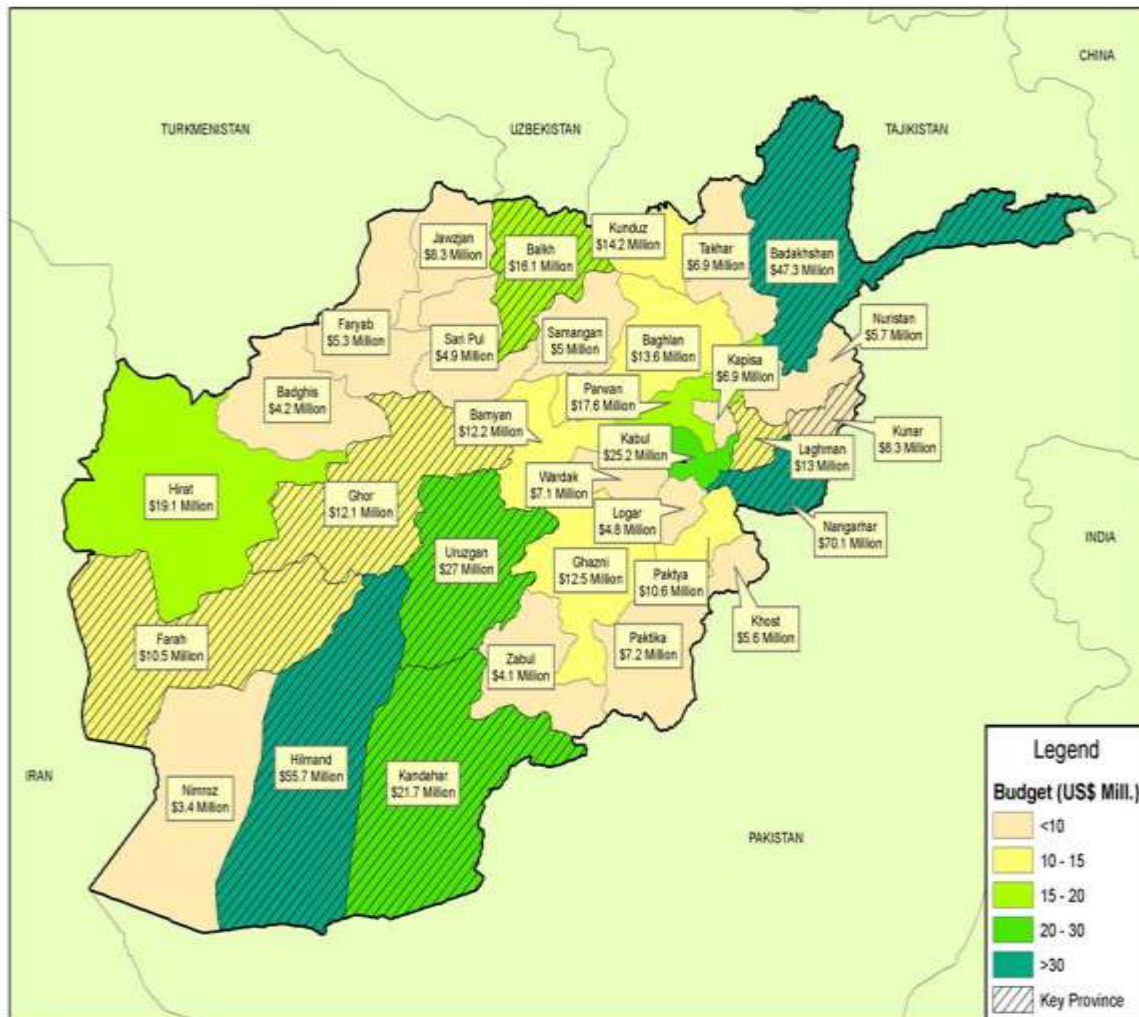 CHINA
TURKMENISTAN
UZBEKISTAN
TAJIKISTAN
Jawzjan
$8.3 Million
Balkh
$16.1 Million
Kunduz
$14.2 Million
Takhar
$6.9 Million
Badakhshan
$47.3 Million
Nuristan
$5.7 Million
Faryab
$5.3 Million
Sari Pul
$4.9 Million
Samangan
$5 Million
Baghlan
$13.6 Million
Kapisa
$6.9 Million
Badghis
$4.2 Million
Parwan
$17.6 Million
Bamyan
$12.2 Million
Kunar
$8.3 Million
Kabul
$25.2 Million
Laghman
$13 Million
Wardak
$7.1 Million
Hirat
$19.1 Million
Ghor
$12.1 Million
Logar
$4.8 Million
Nangarhar
$70.1 Million
INDIA
Uruzgan
$27 Million
Ghazni
$12.5 Million
Paktya
$10.6 Million
Khost
$5.6 Million
Farah
$10.5 Million
Paktika
$7.2 Million
Zabul
$4.1 Million
IRAN
Nimroz
$3.4 Million
Hilmand
$55.7 Million
Kandahar
$21.7 Million
PAKISTAN
Legend
Budget (US$ Mill.)
<10
10 - 15
15 - 20
20 - 30
>30
Key Province